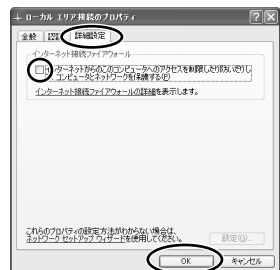 ローカル エリア接続のプロパティ
全般 認証 詳細設定
インターネット接続ファイアウォール
インターネットからのこのコンピュータへのアクセスを制限したり防いだりし
コンピュータとネットワークを保護する(P)
インターネット接続ファイアウォールの詳細を表示します。
これらのプロパティの設定方法がわからない場合は、
ネットワーク セットアップ ウィザードを使用してください。
設定(G)...
OK キャンセル